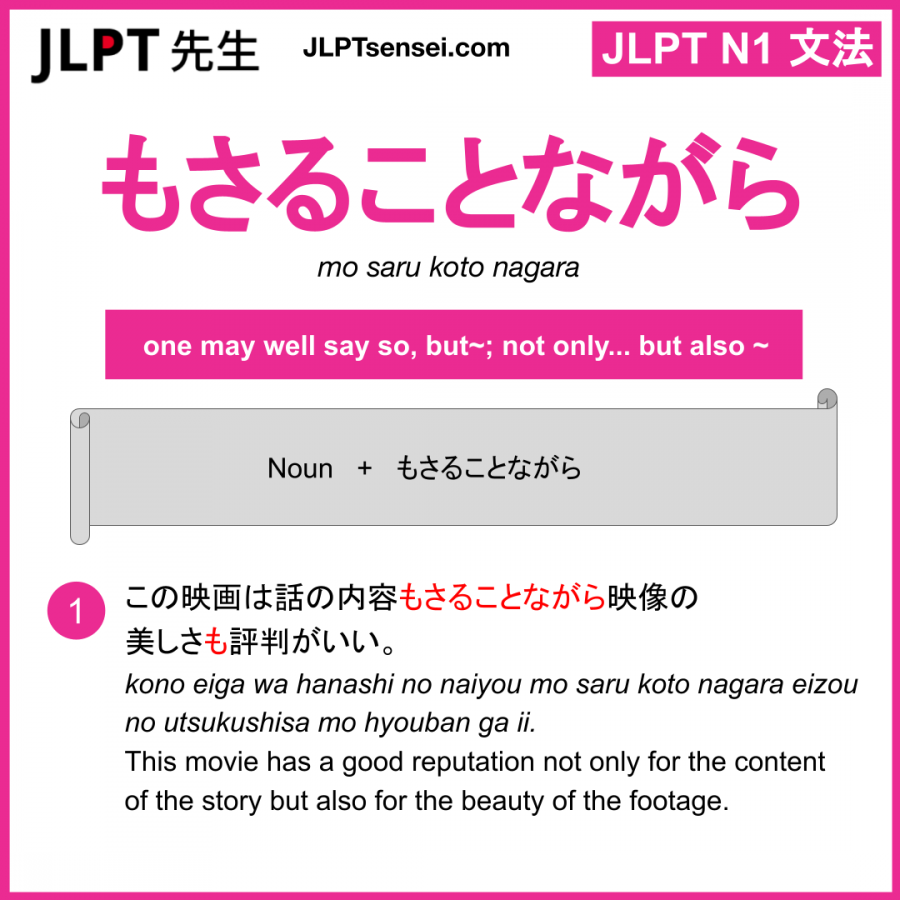 JLPT 先生
JLPTsensei.com
JLPT N1 文法
もさることながら
mo saru koto nagara
one may well say so, but~; not only... but also ~
Noun + もさることながら
1
この映画は話の内容もさることながら映像の
美しさも評判がいい。
kono eiga wa hanashi no naiyou mo saru koto nagara eizou
no utsukushisa mo hyouban ga ii.
This movie has a good reputation not only for the content
of the story but also for the beauty of the footage.